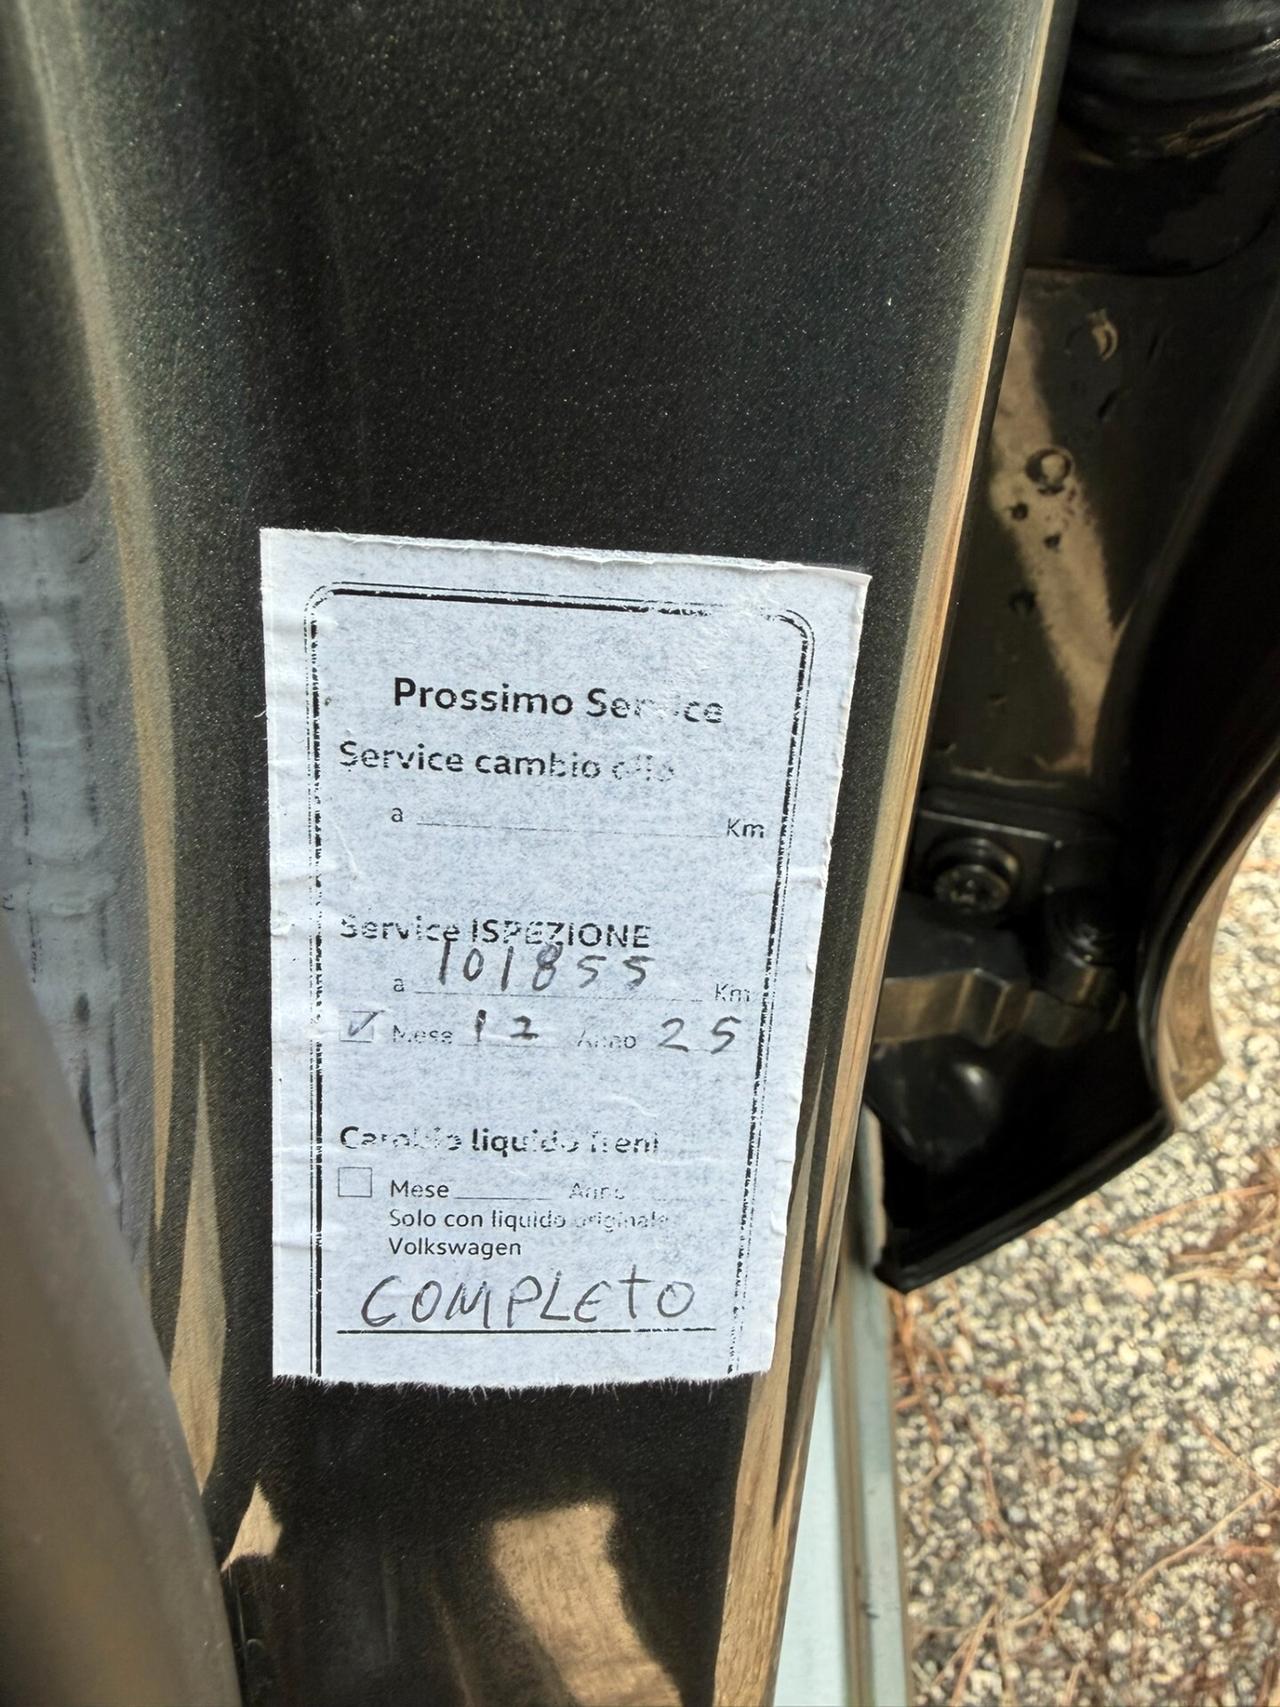 Prossimo Service
Service cambio olio
a Km
Service ISPEZIONE
a 101855 Km
Mese 12 Anno 25
Cambio liquido freni
Mese Anno
Solo con liquido originale
Volkswagen
COMPLETO